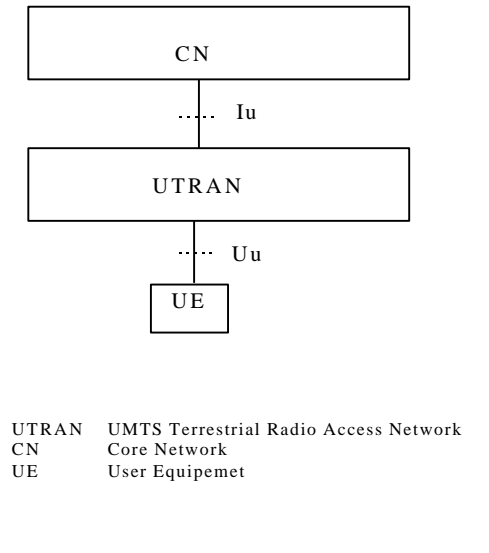 CN
Iu
UTRAN
Uu
UE
UTRAN UMTS Terrestrial Radio Access Network
CN Core Network
UE User Equipemet